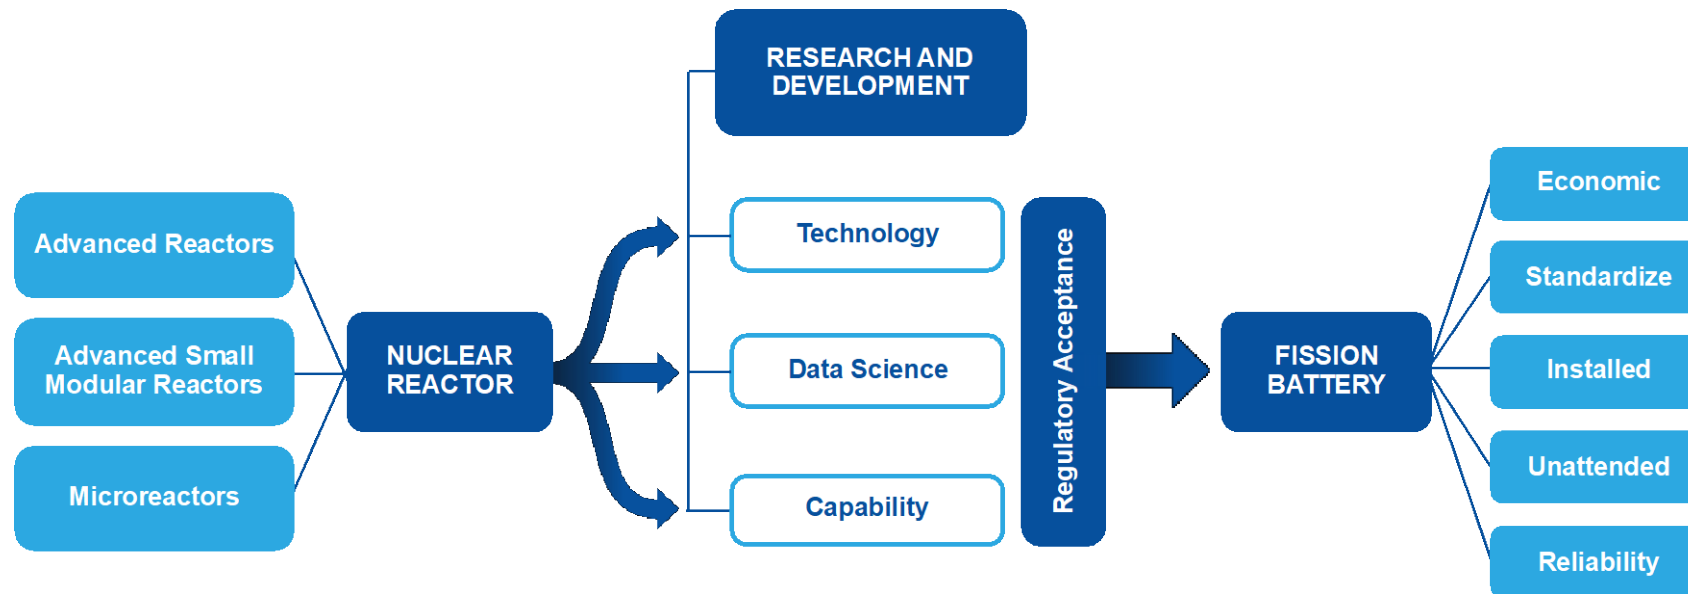 RESEARCH AND
DEVELOPMENT
Advanced Reactors
Advanced Small
Modular Reactors
Microreactors
NUCLEAR
REACTOR
Technology
Data Science
Capability
Regulatory Acceptance
FISSION
BATTERY
Economic
Standardize
Installed
Unattended
Reliability